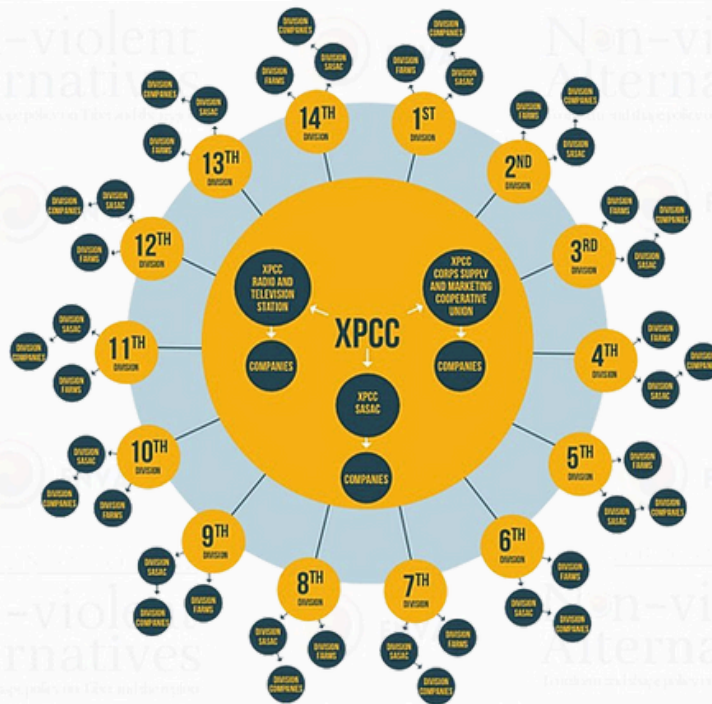 XPCC
XPCC
RADIO AND
TELEVISION
STATION
COMPANIES
XPCC
CORPS SUPPLY
AND MARKETING
COOPERATIVE
UNION
COMPANIES
XPCC
SASAC
COMPANIES
1ST
DIVISION
DIVISION
FARMS
DIVISION
SASAC
DIVISION
COMPANIES
2ND
DIVISION
DIVISION
FARMS
DIVISION
SASAC
DIVISION
COMPANIES
3RD
DIVISION
DIVISION
FARMS
DIVISION
SASAC
DIVISION
COMPANIES
4TH
DIVISION
DIVISION
FARMS
DIVISION
SASAC
DIVISION
COMPANIES
5TH
DIVISION
DIVISION
FARMS
DIVISION
SASAC
DIVISION
COMPANIES
6TH
DIVISION
DIVISION
FARMS
DIVISION
SASAC
DIVISION
COMPANIES
7TH
DIVISION
DIVISION
FARMS
DIVISION
SASAC
DIVISION
COMPANIES
8TH
DIVISION
DIVISION
FARMS
DIVISION
SASAC
DIVISION
COMPANIES
9TH
DIVISION
DIVISION
FARMS
DIVISION
SASAC
DIVISION
COMPANIES
10TH
DIVISION
DIVISION
FARMS
DIVISION
SASAC
DIVISION
COMPANIES
11TH
DIVISION
DIVISION
FARMS
DIVISION
SASAC
DIVISION
COMPANIES
12TH
DIVISION
DIVISION
FARMS
DIVISION
SASAC
DIVISION
COMPANIES
13TH
DIVISION
DIVISION
FARMS
DIVISION
SASAC
DIVISION
COMPANIES
14TH
DIVISION
DIVISION
FARMS
DIVISION
SASAC
DIVISION
COMPANIES